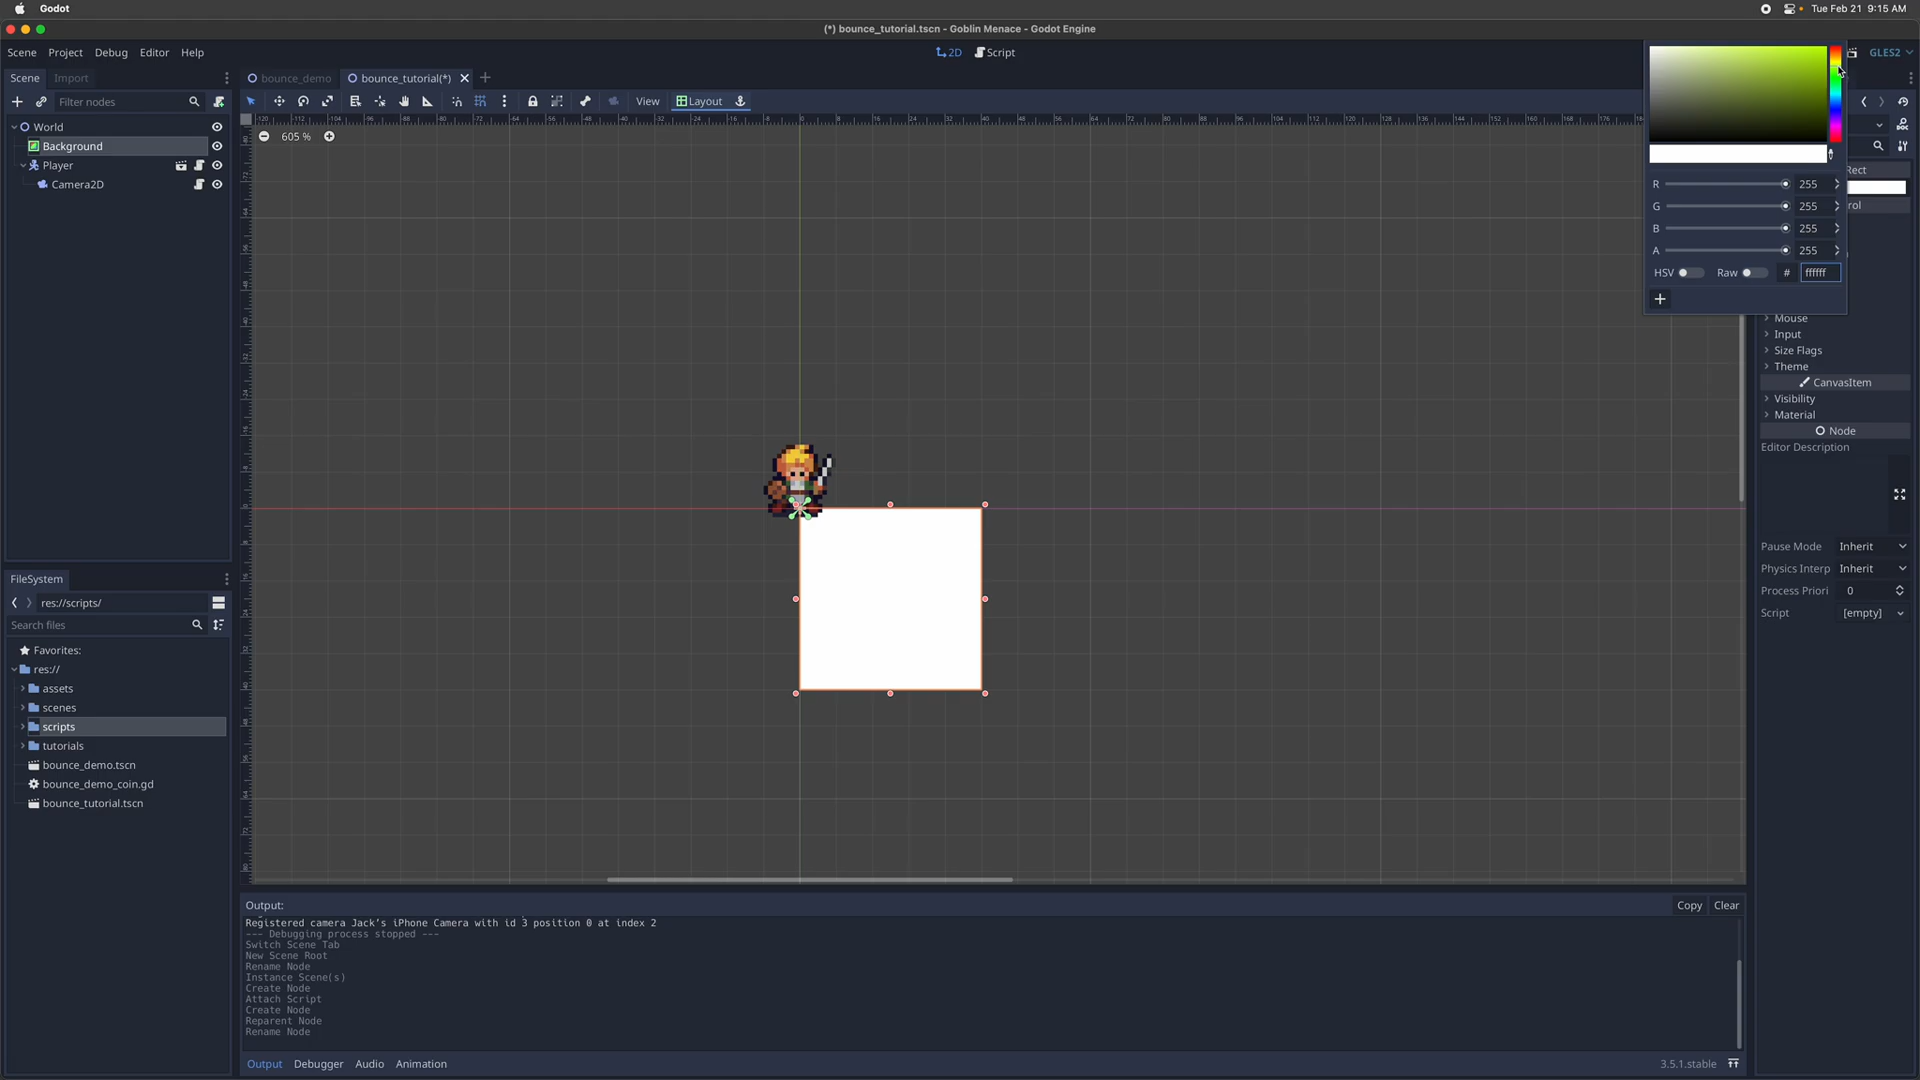 Godot
Tue Feb 21 9:15 AM
(*) bounce_tutorial.tscn - Goblin Menace - Godot Engine
Scene Project Debug Editor Help
2D Script
GLES2
Scene Import
bounce_demo bounce_tutorial(*)
Filter nodes
View Layout
605 %
World
Background
Player
Camera2D
R 255
G 255
B 255
A 255
HSV Raw # ffffff
Rect
rol
Mouse
Input
Size Flags
Theme
CanvasItem
Visibility
Material
Node
Editor Description
Pause Mode Inherit
Physics Interp Inherit
Process Priori 0
Script [empty]
FileSystem
res://scripts/
Search files
Favorites:
res://
assets
scenes
scripts
tutorials
bounce_demo.tscn
bounce_demo_coin.gd
bounce_tutorial.tscn
Output:
Copy Clear
Registered camera Jack's iPhone Camera with id 3 position 0 at index 2
--- Debugging process stopped ---
Switch Scene Tab
New Scene Root
Rename Node
Instance Scene(s)
Create Node
Attach Script
Create Node
Reparent Node
Rename Node
Output Debugger Audio Animation
3.5.1.stable